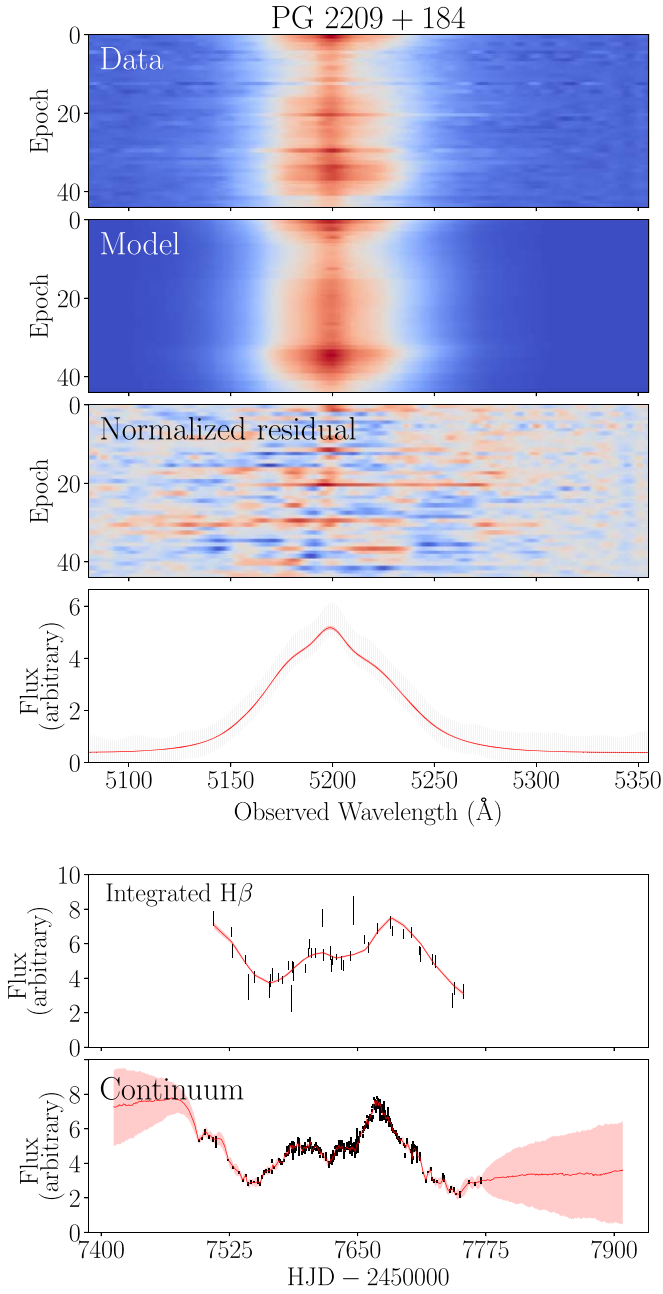 PG 2209 + 184
Data
Epoch
0
20
40
Model
Epoch
0
20
40
Normalized residual
Epoch
0
20
40
Flux
(arbitrary)
6
4
2
0
5100 5150 5200 5250 5300 5350
Observed Wavelength (Å)
Integrated Hβ
Flux
(arbitrary)
10
8
6
4
2
0
Continuum
Flux
(arbitrary)
8
6
4
2
0
7400 7525 7650 7775 7900
HJD − 2450000